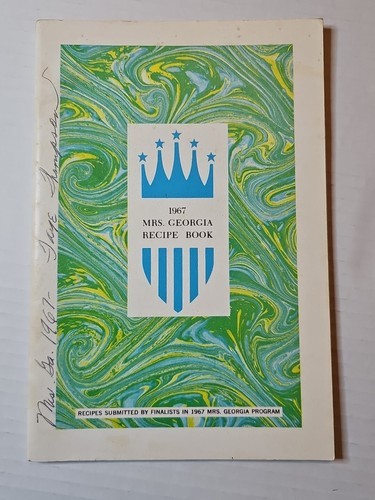 1967
MRS. GEORGIA
RECIPE BOOK
RECIPES SUBMITTED BY FINALISTS IN 1967 MRS. GEORGIA PROGRAM
Mrs. Ga. 1967-